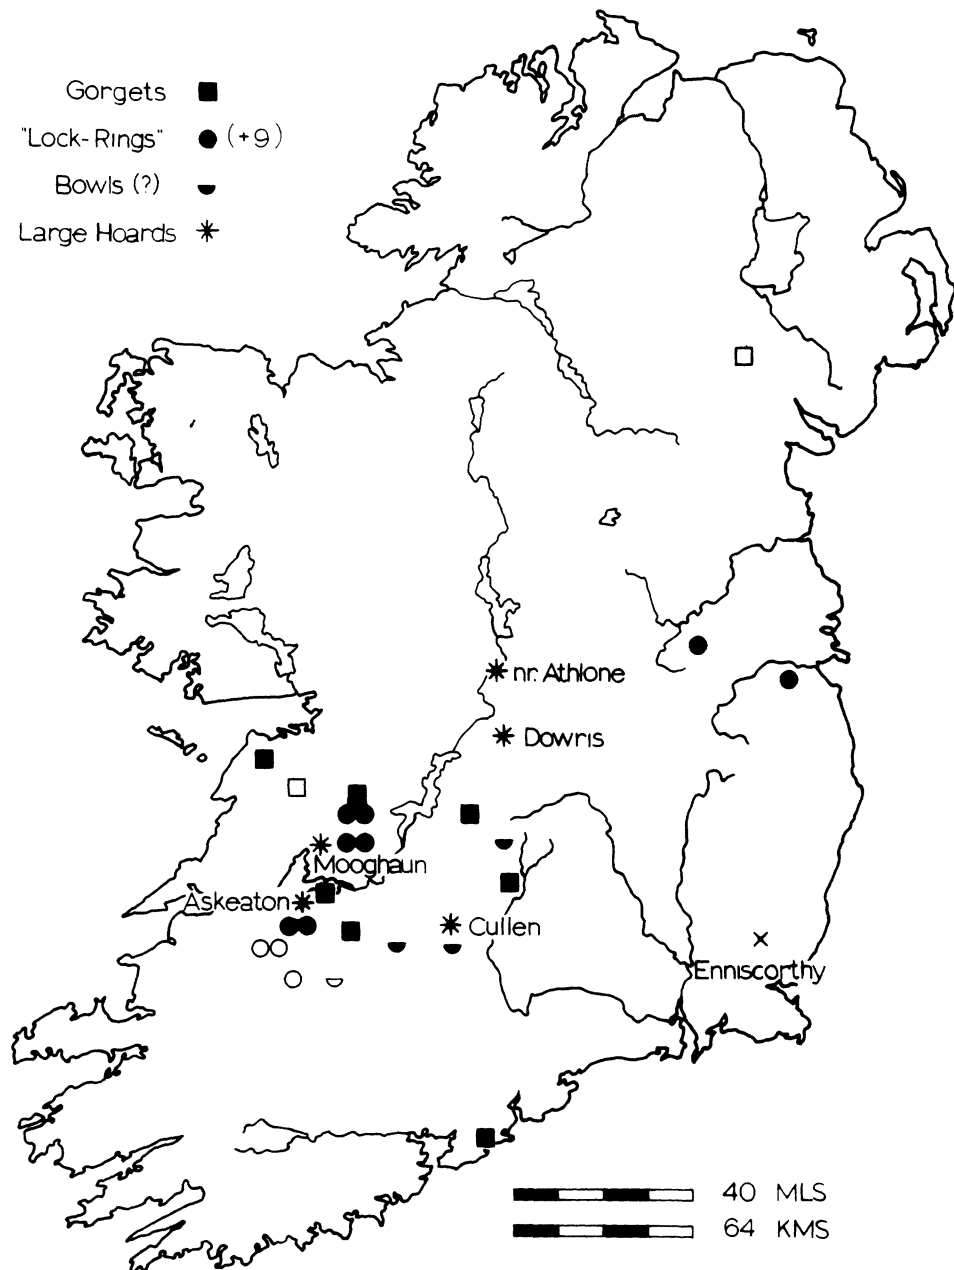 Gorgets
"Lock-Rings" (+9)
Bowls (?)
Large Hoards
nr. Athlone
Dowris
Mooghaun
Askeaton
Cullen
Enniscorthy
40 MLS
64 KMS